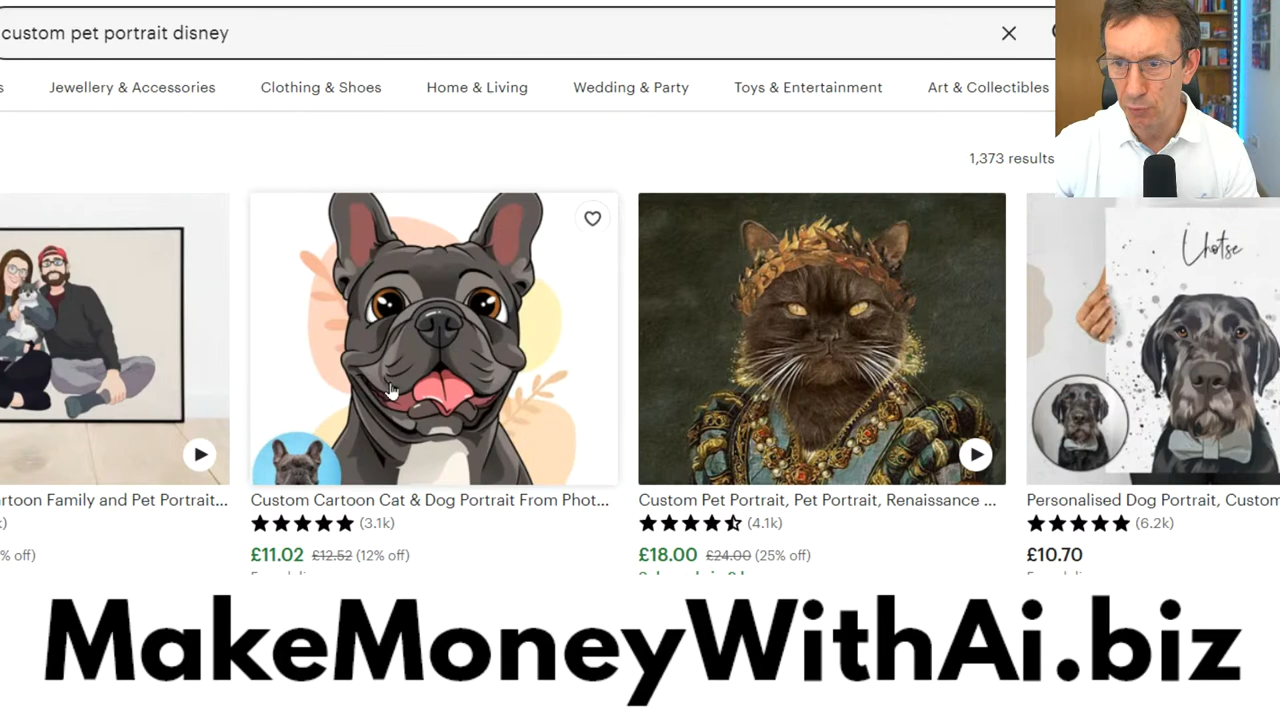 custom pet portrait disney
s Jewellery & Accessories Clothing & Shoes Home & Living Wedding & Party Toys & Entertainment Art & Collectibles
1,373 results
Lhotse
rtoon Family and Pet Portrait... Custom Cartoon Cat & Dog Portrait From Phot... Custom Pet Portrait, Pet Portrait, Renaissance ... Personalised Dog Portrait, Custom
) (3.1k) (4.1k) (6.2k)
% off) £11.02 £12.52 (12% off) £18.00 £24.00 (25% off) £10.70
MakeMoneyWithAi.biz